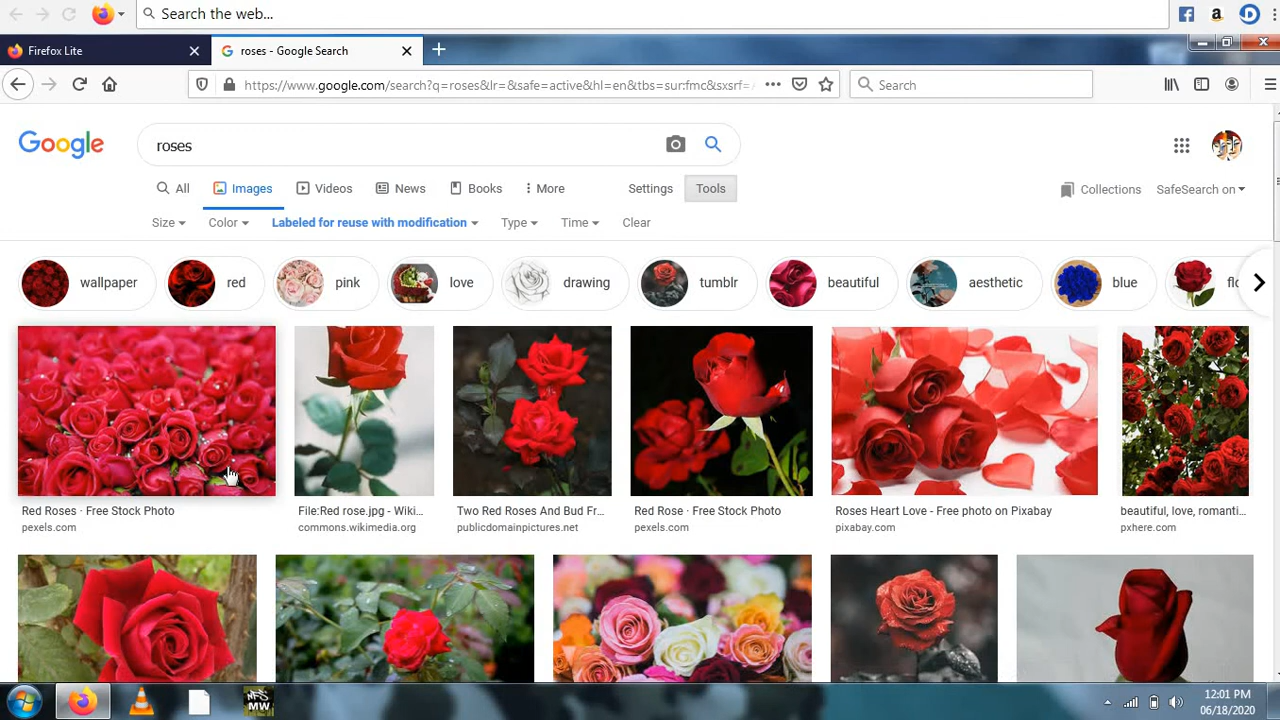 Search the web...
Firefox Lite
roses - Google Search
https://www.google.com/search?q=roses&lr=&safe=active&hl=en&tbs=sur:fmc&sxsrf=
Search
Google
roses
All Images Videos News Books More Settings Tools
Collections SafeSearch on
Size Color Labeled for reuse with modification Type Time Clear
wallpaper red pink love drawing tumblr beautiful aesthetic blue
Red Roses · Free Stock Photo
pexels.com
File:Red rose.jpg - Wiki...
commons.wikimedia.org
Two Red Roses And Bud Fr...
publicdomainpictures.net
Red Rose · Free Stock Photo
pexels.com
Roses Heart Love - Free photo on Pixabay
pixabay.com
beautiful, love, romanti...
pxhere.com
NFS
MW
12:01 PM
06/18/2020